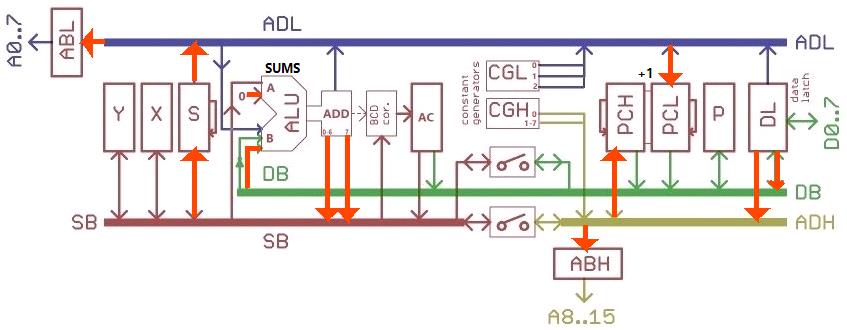 ADL
ADL
A0..7
ABL
Y
X
S
SUMS
0
A
B
ALU
ADD
0-6
7
BCD
cor.
AC
constant
generators
CGL
0
1
2
CGH
0
1-7
+1
PCH
PCL
P
DL
data
latch
D0..7
DB
DB
SB
SB
ADH
ABH
A8..15